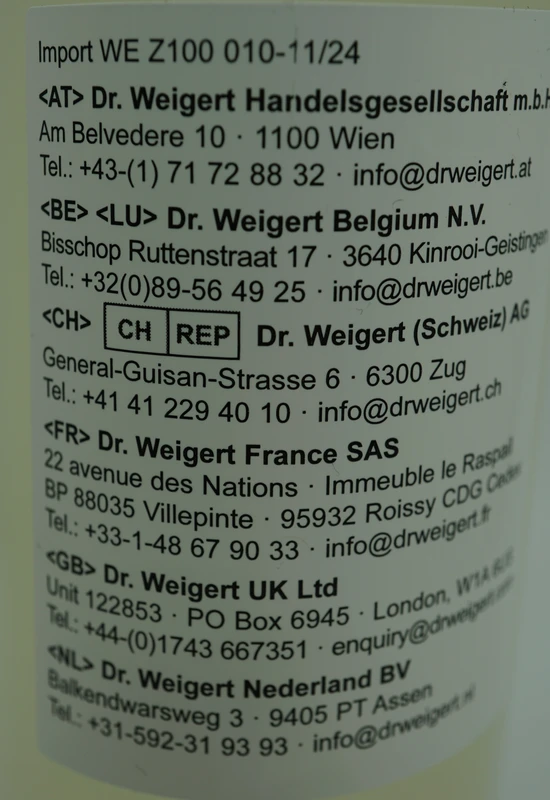 Import WE Z100 010-11/24
<AT> Dr. Weigert Handelsgesellschaft m.b.H
Am Belvedere 10 · 1100 Wien
Tel.: +43-(1) 71 72 88 32 · info@drweigert.at
<BE> <LU> Dr. Weigert Belgium N.V.
Bisschop Ruttenstraat 17 · 3640 Kinrooi-Geistingen
Tel.: +32(0)89-56 49 25 · info@drweigert.be
<CH> CH REP Dr. Weigert (Schweiz) AG
General-Guisan-Strasse 6 · 6300 Zug
Tel.: +41 41 229 40 10 · info@drweigert.ch
<FR> Dr. Weigert France SAS
22 avenue des Nations · Immeuble le Raspail
BP 88035 Villepinte · 95932 Roissy CDG Cedex
Tel.: +33-1-48 67 90 33 · info@drweigert.fr
<GB> Dr. Weigert UK Ltd
Unit 122853 · PO Box 6945 · London, W1A
Tel.: +44-(0)1743 667351 · enquiry@drweigert.com
<NL> Dr. Weigert Nederland BV
Balkendwarsweg 3 · 9405 PT Assen
Tel.: +31-592-31 93 93 · info@drweigert.nl